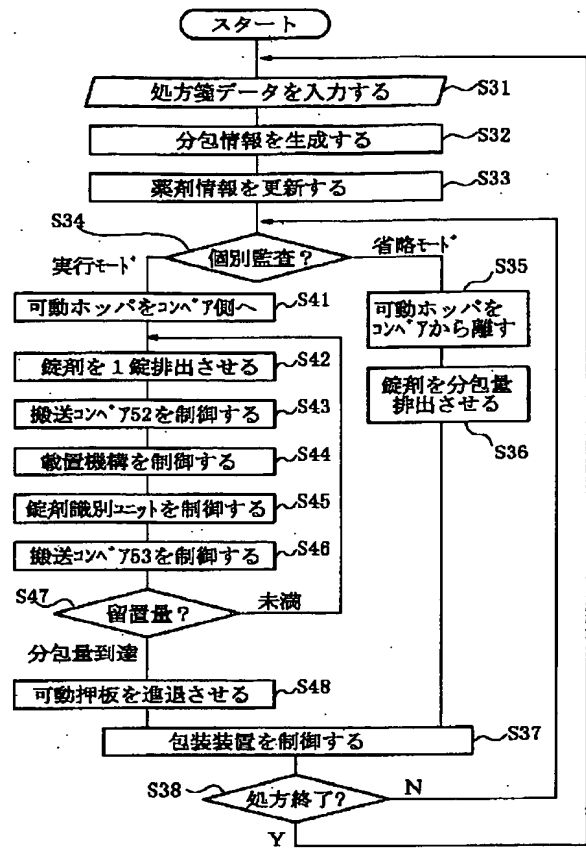 スタート
処方箋データを入力する
S31
分包情報を生成する
S32
薬剤情報を更新する
S33
S34
個別監査?
実行モード
省略モード
可動ホッパをコンベア側へ
S41
S35
可動ホッパを
コンベアから離す
錠剤を1錠排出させる
S42
錠剤を分包量
排出させる
S36
搬送コンベア52を制御する
S43
載置機構を制御する
S44
錠剤識別ユニットを制御する
S45
搬送コンベア53を制御する
S46
S47
留置量?
未満
分包量到達
可動押板を進退させる
S48
包装装置を制御する
S37
S38
処方終了?
N
Y